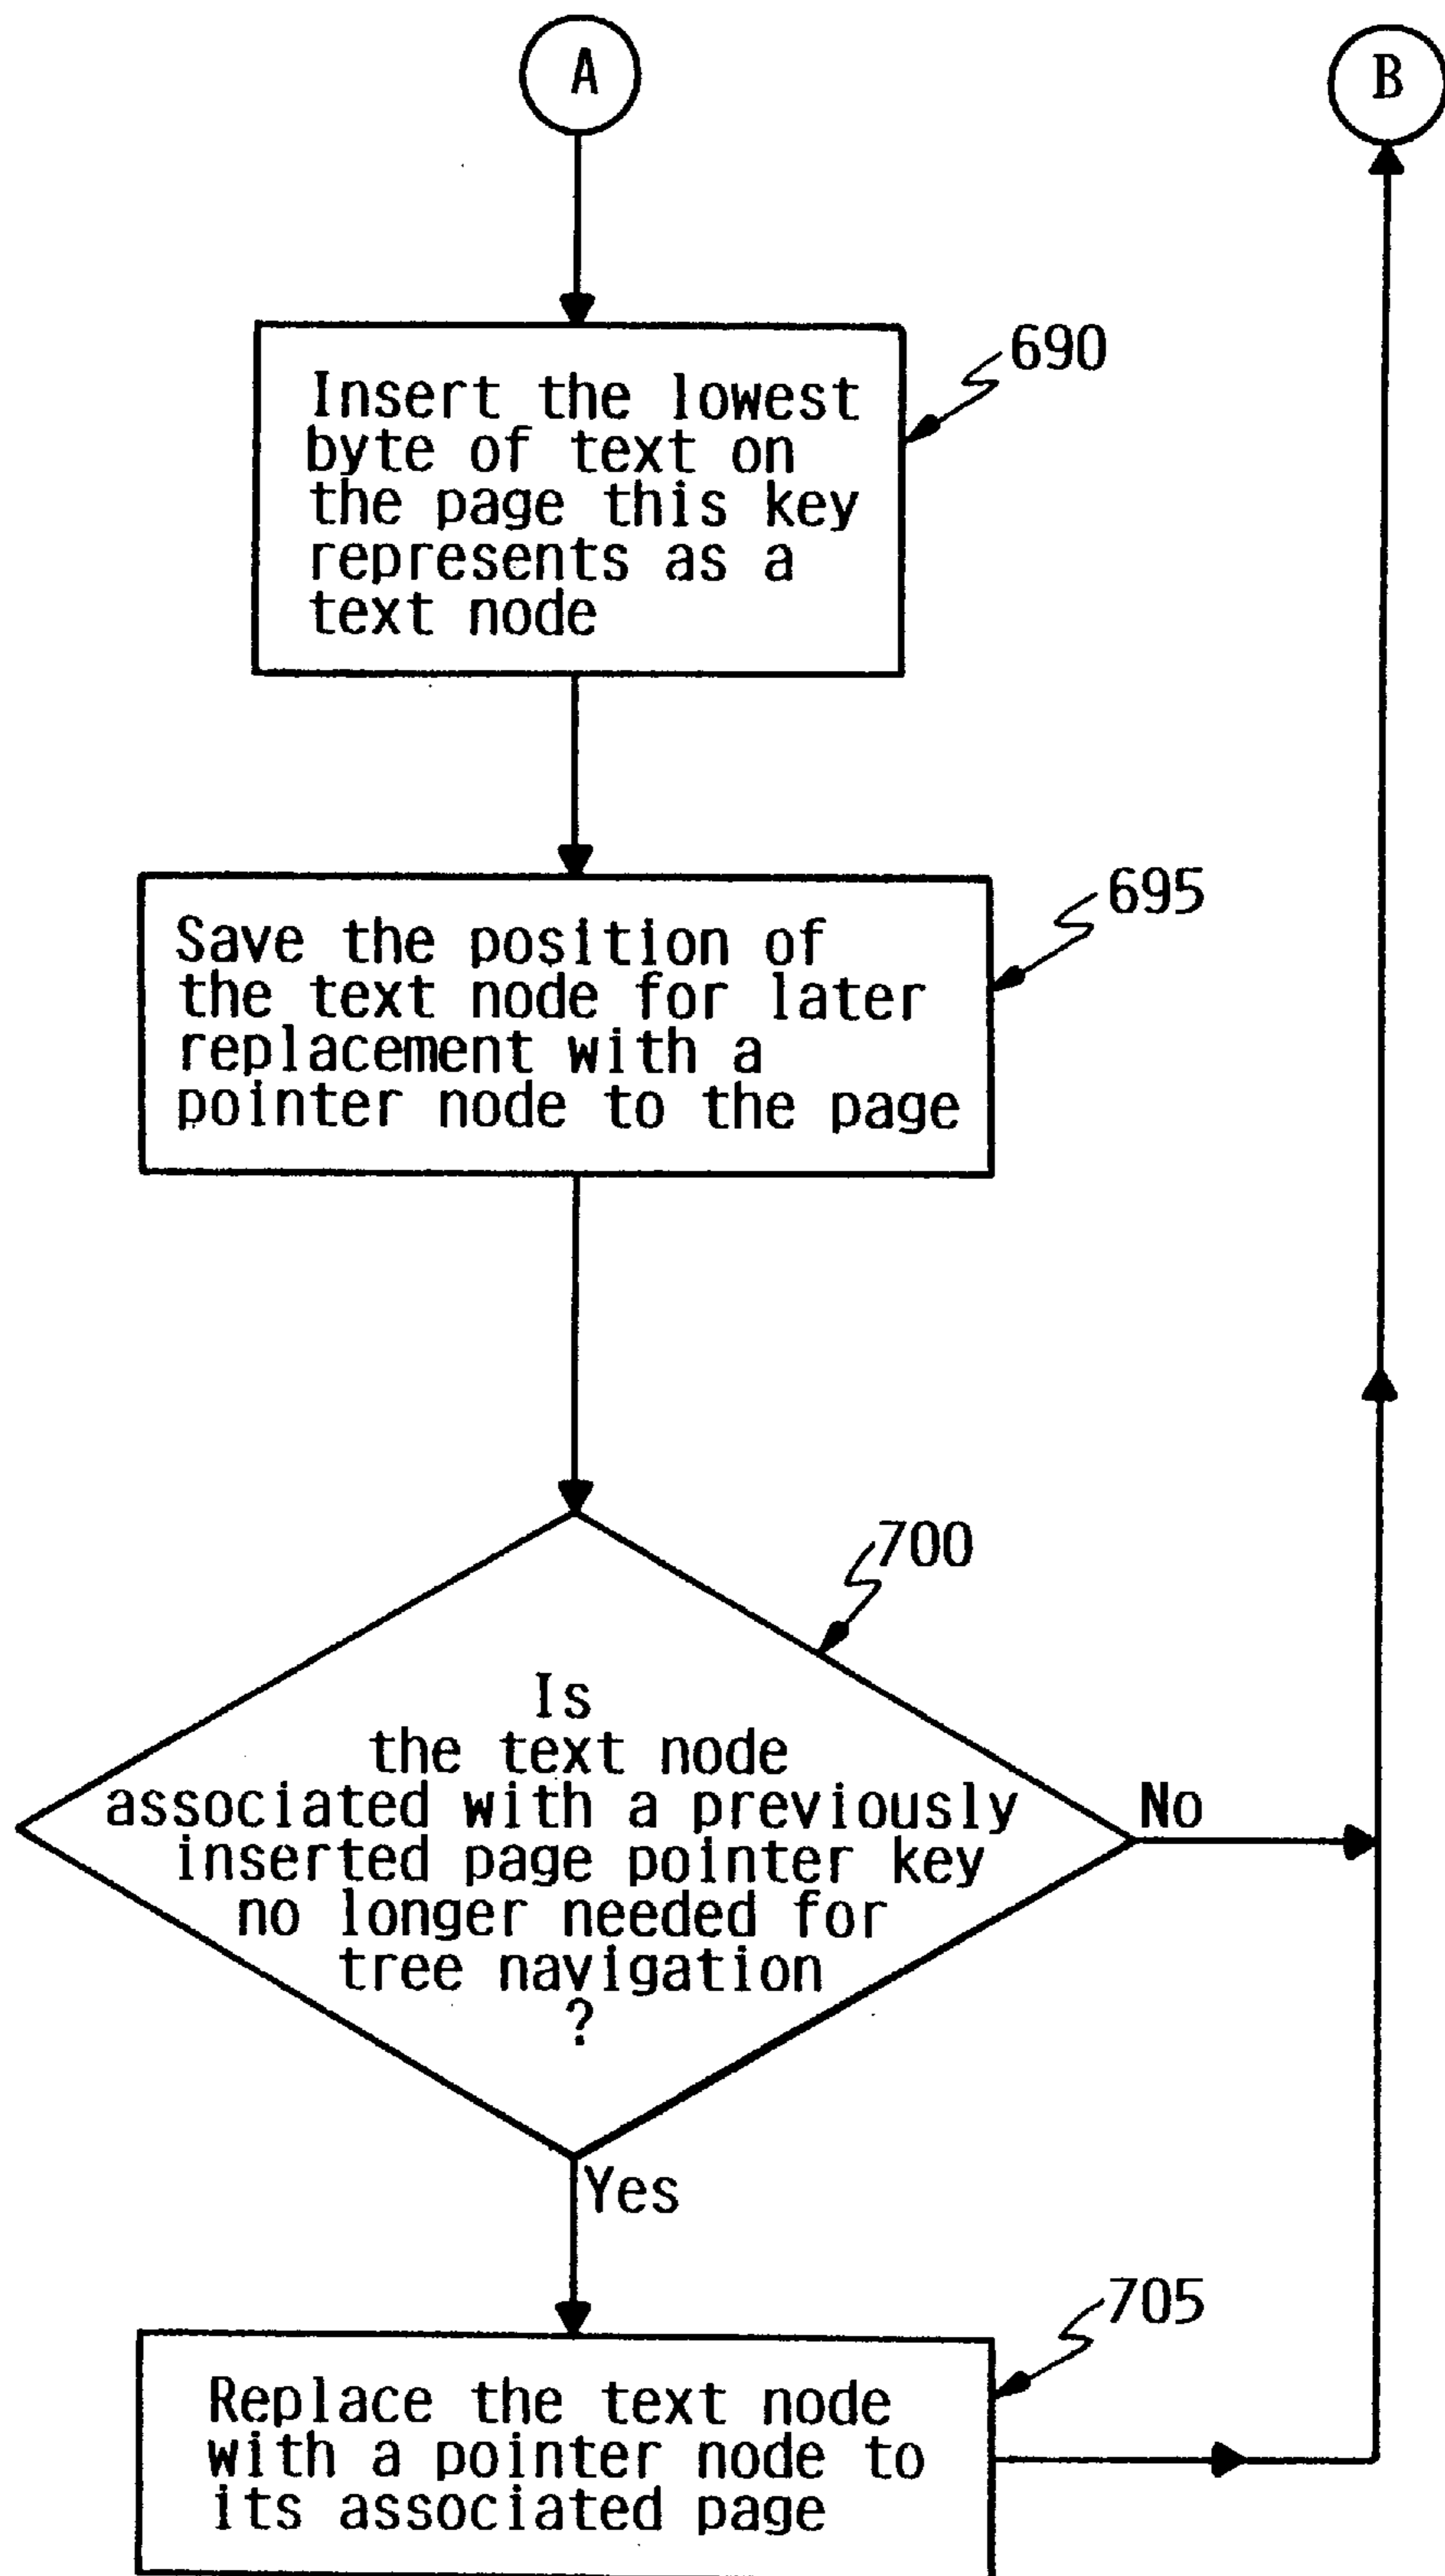 A
B
Insert the lowest
byte of text on
the page this key
represents as a
text node
690
Save the position of
the text node for later
replacement with a
pointer node to the page
695
700
Is
the text node
associated with a previously
inserted page pointer key
no longer needed for
tree navigation
?
No
Yes
705
Replace the text node
with a pointer node to
its associated page